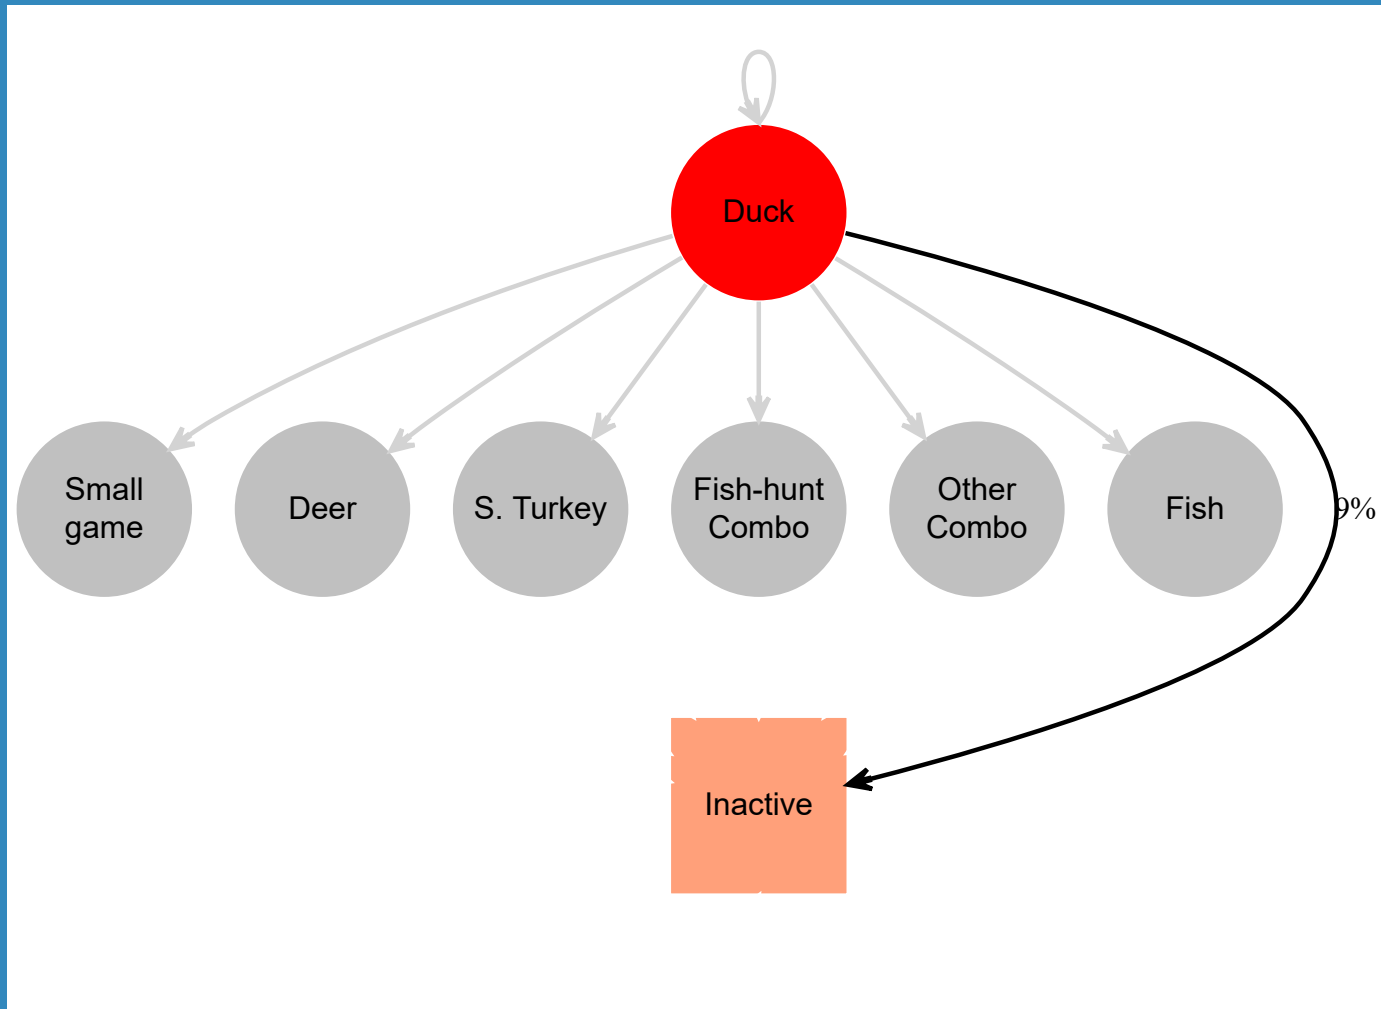 Duck
Small
game
Deer
S. Turkey
Fish-hunt
Combo
Other
Combo
Fish
9%
Inactive